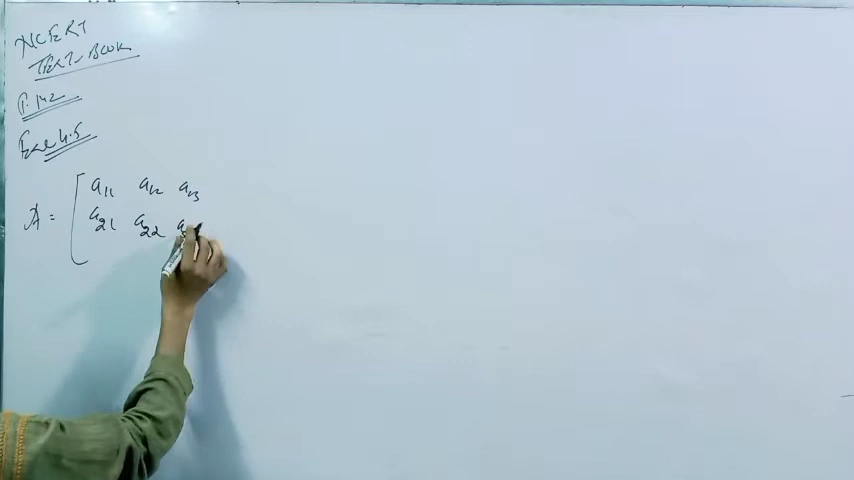 NCERT
TEXT-BOOK
P. 142
Exe 4.5
A = [ a11 a12 a13
a21 a22 a